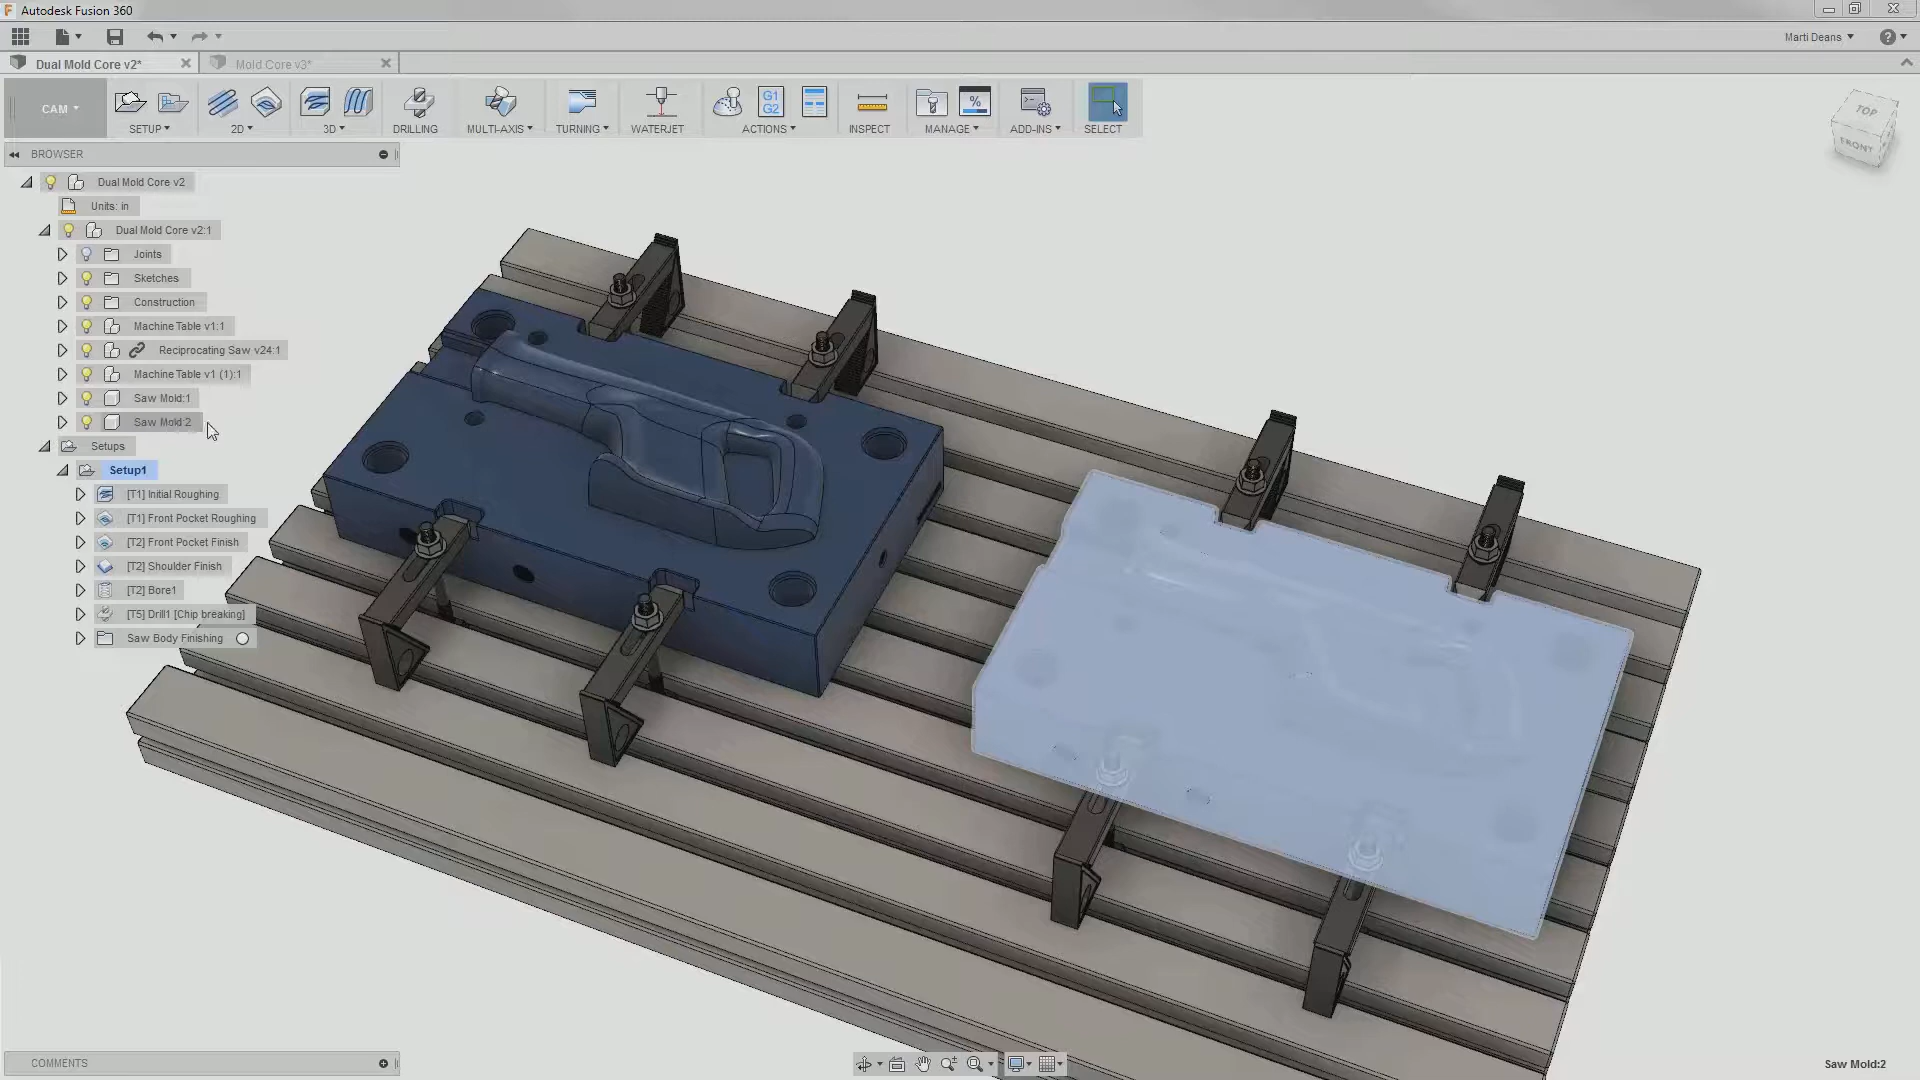 Autodesk Fusion 360
Marti Deans
Dual Mold Core v2*
Mold Core v3*
CAM
G1
G2
%
SETUP
2D
3D
DRILLING
MULTI-AXIS
TURNING
WATERJET
ACTIONS
INSPECT
MANAGE
ADD-INS
SELECT
TOP
FRONT
BROWSER
Dual Mold Core v2
Units: in
Dual Mold Core v2:1
Joints
Sketches
Construction
Machine Table v1:1
Reciprocating Saw v24:1
Machine Table v1 (1):1
Saw Mold:1
Saw Mold:2
Setups
Setup1
[T1] Initial Roughing
[T1] Front Pocket Roughing
[T2] Front Pocket Finish
[T2] Shoulder Finish
[T2] Bore1
[T5] Drill1 [Chip breaking]
Saw Body Finishing
COMMENTS
Saw Mold:2